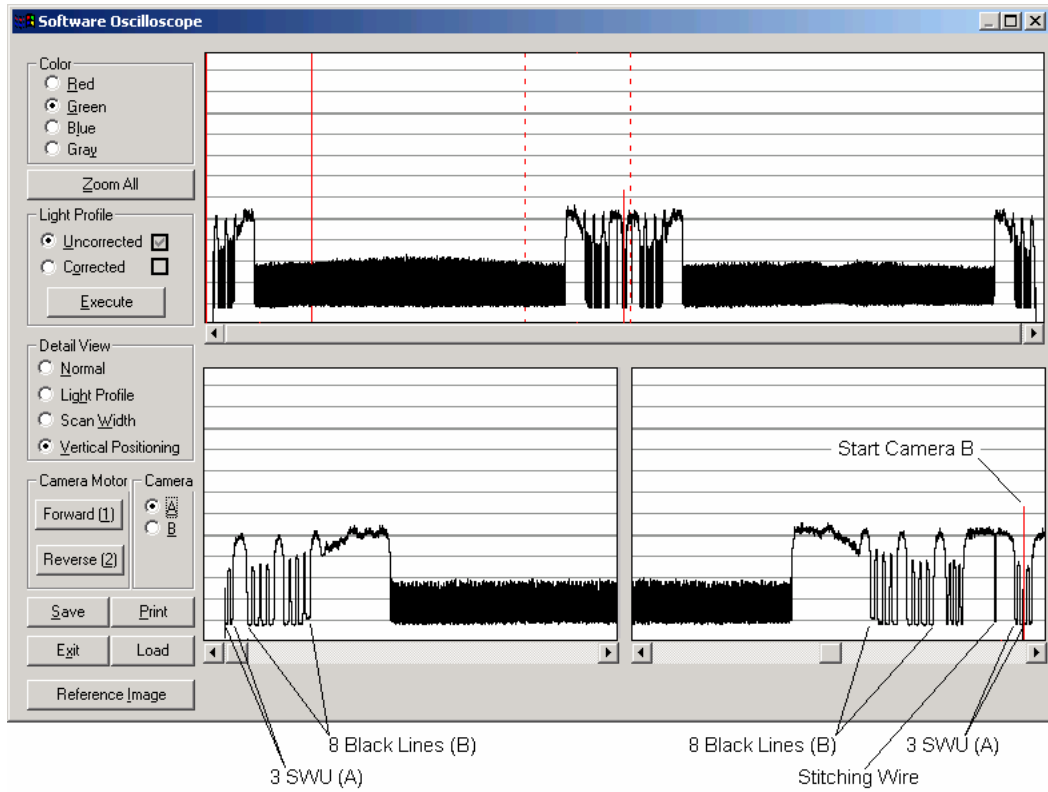 Software Oscilloscope
Color
Red
Green
Blue
Gray
Zoom All
Light Profile
Uncorrected
Corrected
Execute
Detail View
Normal
Light Profile
Scan Width
Vertical Positioning
Camera Motor
Camera
Forward (1)
A
B
Reverse (2)
Save
Print
Exit
Load
Reference Image
Start Camera B
8 Black Lines (B)
3 SWU (A)
8 Black Lines (B)
3 SWU (A)
Stitching Wire